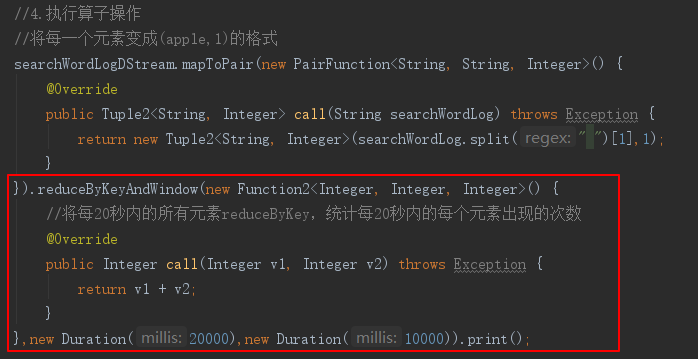 //4.执行算子操作
//将每一个元素变成(apple,1)的格式
searchWordLogDStream.mapToPair(new PairFunction<String, String, Integer>() {
@Override
public Tuple2<String, Integer> call(String searchWordLog) throws Exception {
return new Tuple2<String, Integer>(searchWordLog.split( regex: " ")[1],1);
}
}).reduceByKeyAndWindow(new Function2<Integer, Integer, Integer>() {
//将每20秒内的所有元素reduceByKey，统计每20秒内的每个元素出现的次数
@Override
public Integer call(Integer v1, Integer v2) throws Exception {
return v1 + v2;
}
},new Duration( millis: 20000),new Duration( millis: 10000)).print();